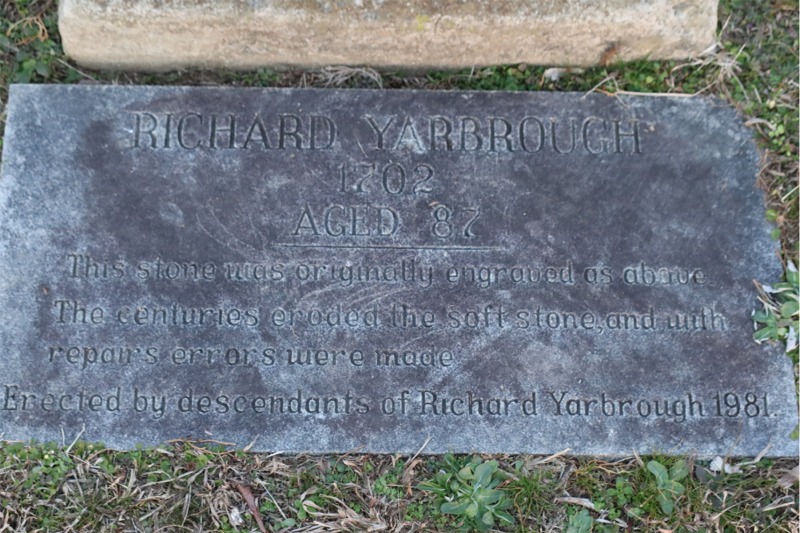 RICHARD YARBROUGH
1702
AGED 87
This stone was originally engraved as above.
The centuries eroded the soft stone, and with
repairs errors were made
Erected by descendants of Richard Yarbrough 1981.